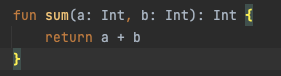 fun sum(a: Int, b: Int): Int {
    return a + b
}